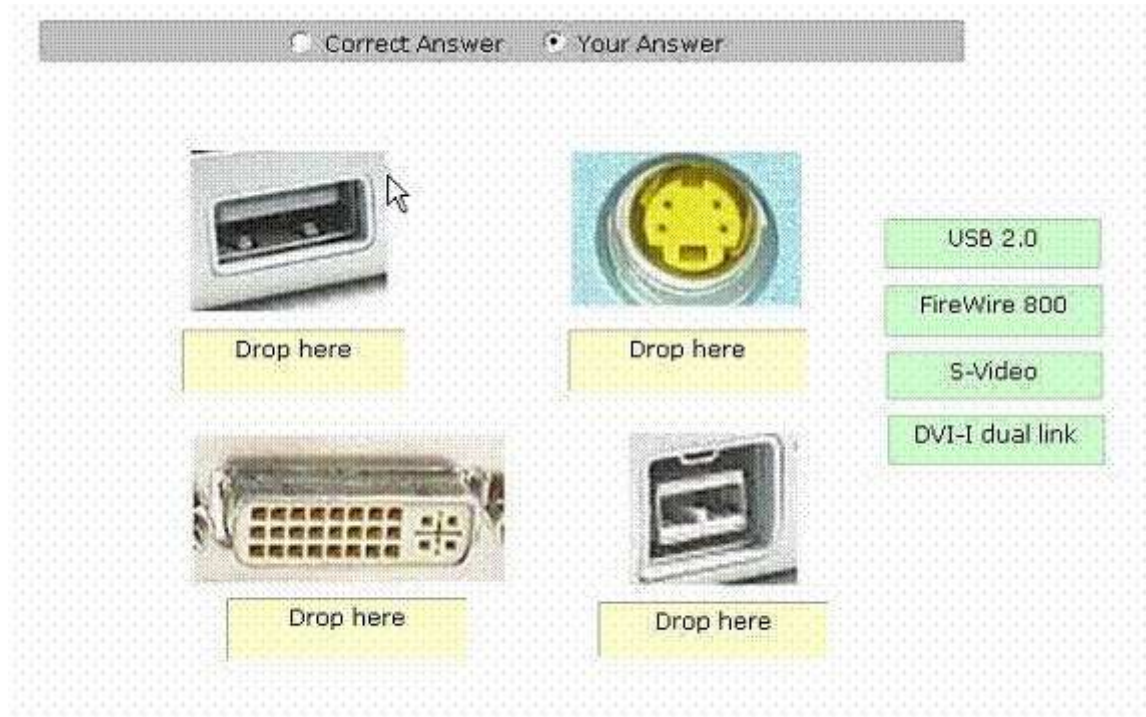 Correct Answer Your Answer
USB 2.0
FireWire 800
Drop here Drop here
S-Video
DVI-I dual link
Drop here Drop here